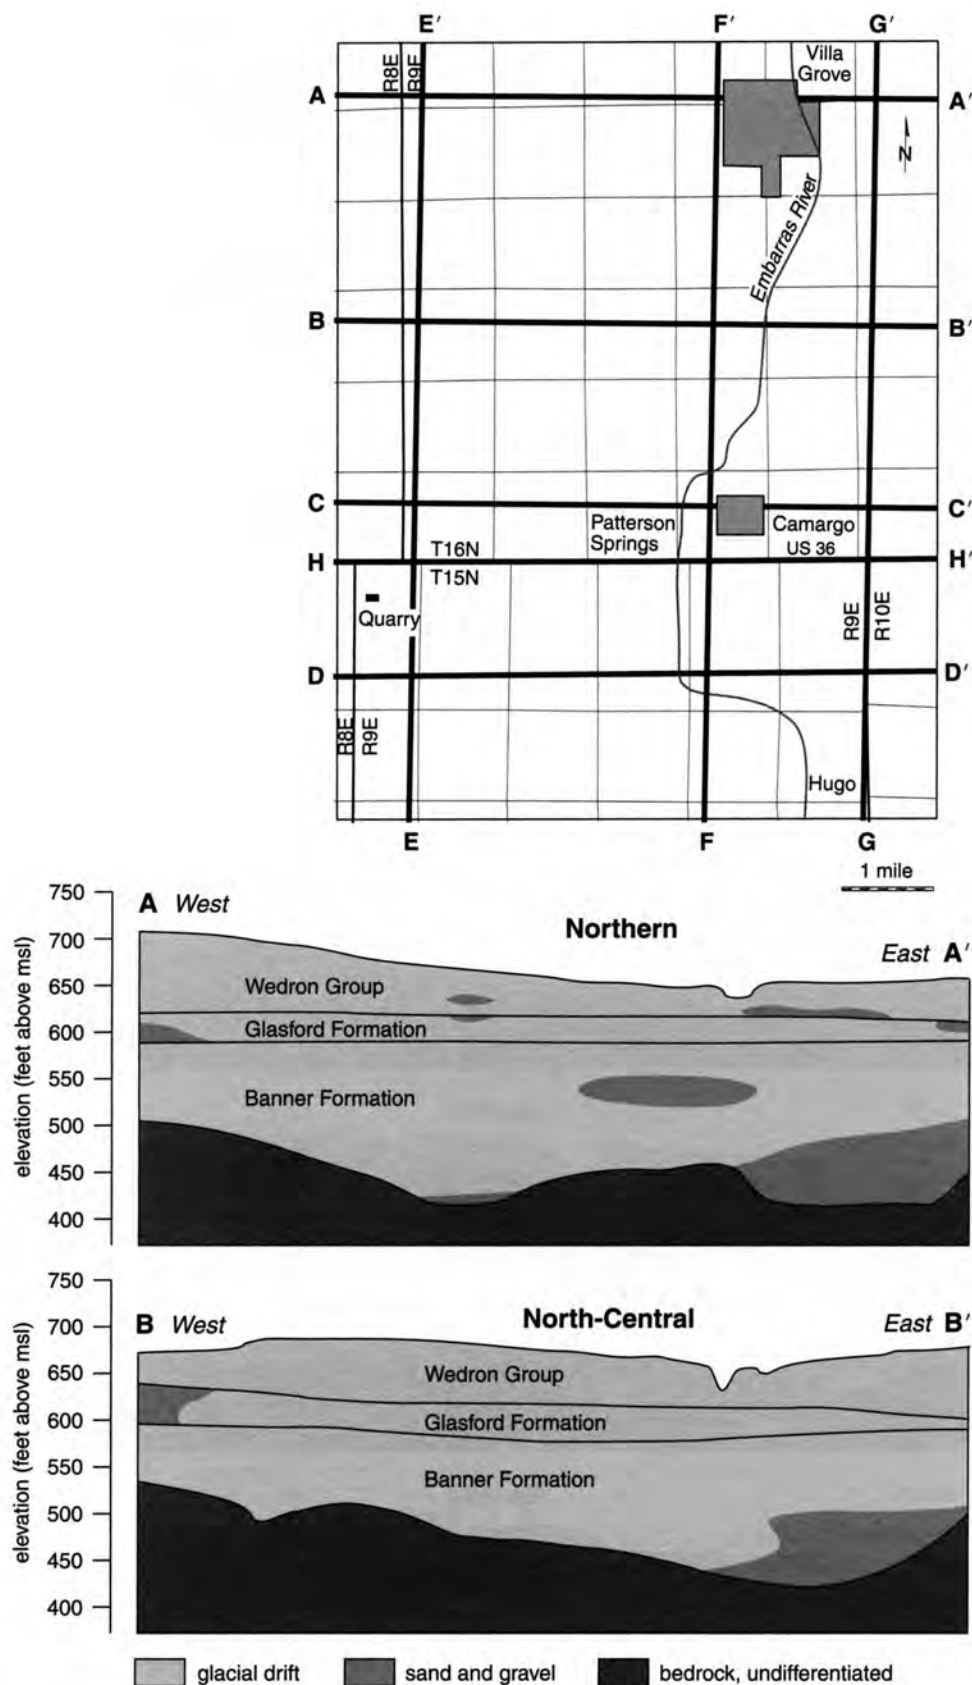 E′
F′
G′
R8E
R9E
Villa
Grove
A
A′
N
Embarras River
B
B′
C
C′
Patterson
Springs
Camargo
US 36
T16N
H
H′
T15N
Quarry
R9E
R10E
D
D′
R8E
R9E
Hugo
E
F
G
1 mile
750
700
650
600
550
500
450
400
elevation (feet above msl)
A West
Northern
East A′
Wedron Group
Glasford Formation
Banner Formation
750
700
650
600
550
500
450
400
elevation (feet above msl)
B West
North-Central
East B′
Wedron Group
Glasford Formation
Banner Formation
glacial drift
sand and gravel
bedrock, undifferentiated